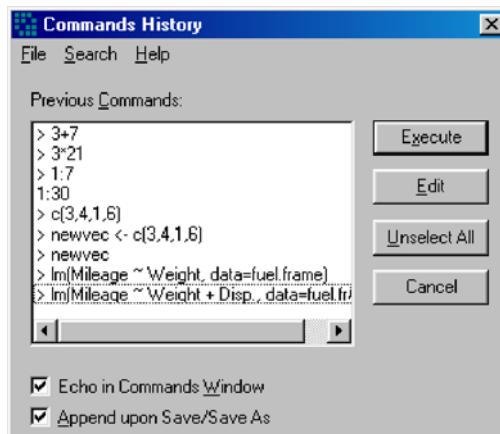 Commands History
File Search Help
Previous Commands:
> 3+7
> 3*21
> 1:7
1:30
> c(3,4,1,6)
> newvec <- c(3,4,1,6)
> newvec
> lm(Mileage ~ Weight, data=fuel.frame)
> lm(Mileage ~ Weight + Disp., data=fuel.fr
Execute
Edit
Unselect All
Cancel
Echo in Commands Window
Append upon Save/Save As